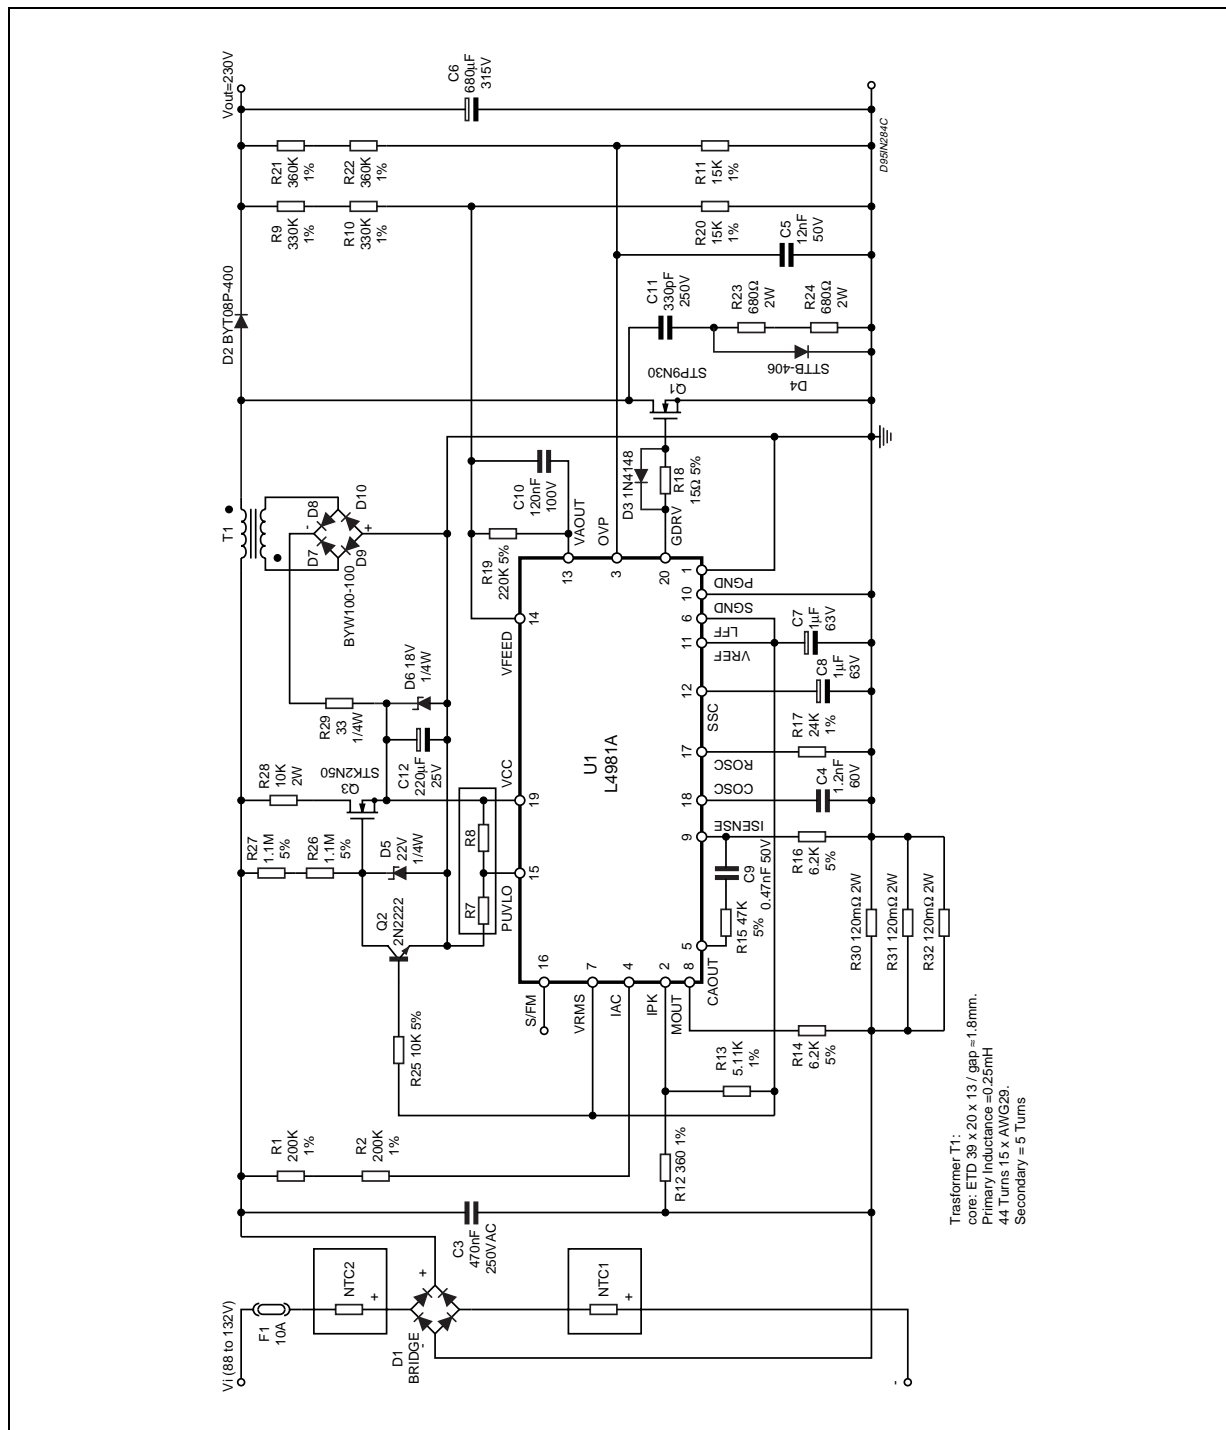 Vi (88 to 132V)
F1
10A
NTC2
+
D1
BRIDGE
+
-
NTC1
+
-
C3
470nF
250VAC
R1
200K
1%
R2
200K
1%
R12 360 1%
R13
5.11K
1%
R14
6.2K
5%
R25 10K 5%
Q2
2N2222
R27
1.1M
5%
R26
1.1M
5%
D5
22V
1/4W
R28
10K
2W
Q3
STK2N50
C12
220µF
25V
R29
33
1/4W
D6 18V
1/4W
R7
R8
T1
D7
D8
D9
D10
-
+
BYW100-100
D2 BYT08P-400
R9
330K
1%
R10
330K
1%
R21
360K
1%
R22
360K
1%
Vout=230V
C6
680µF
315V
R11
15K
1%
R20
15K
1%
C5
12nF
50V
C11
330pF
250V
R23
680Ω
2W
R24
680Ω
2W
D4
STTB-406
Q1
STP9N30
D3 1N4148
R18
15Ω 5%
C10
120nF
100V
R19
220K 5%
U1
L4981A
S/FM
16
VRMS
7
IAC
4
IPK
2
MOUT
8
CAOUT
5
PUVLO
15
VCC
19
VFEED
14
VAOUT
13
OVP
3
GDRV
20
1
PGND
10
SGND
6
LFF
11
VREF
12
SSC
17
ROSC
18
COSC
9
ISENSE
R15 47K
5%
C9
0.47nF 50V
R16
6.2K
5%
C4
1.2nF
60V
R17
24K
1%
C8
1µF
63V
C7
1µF
63V
R30 120mΩ 2W
R31 120mΩ 2W
R32 120mΩ 2W
D95IN284C
Trasformer T1:
core: ETD 39 x 20 x 13 / gap ≈1.8mm.
Primary Inductance =0.25mH
44 Turns 15 x AWG29.
Secondary = 5 Turns